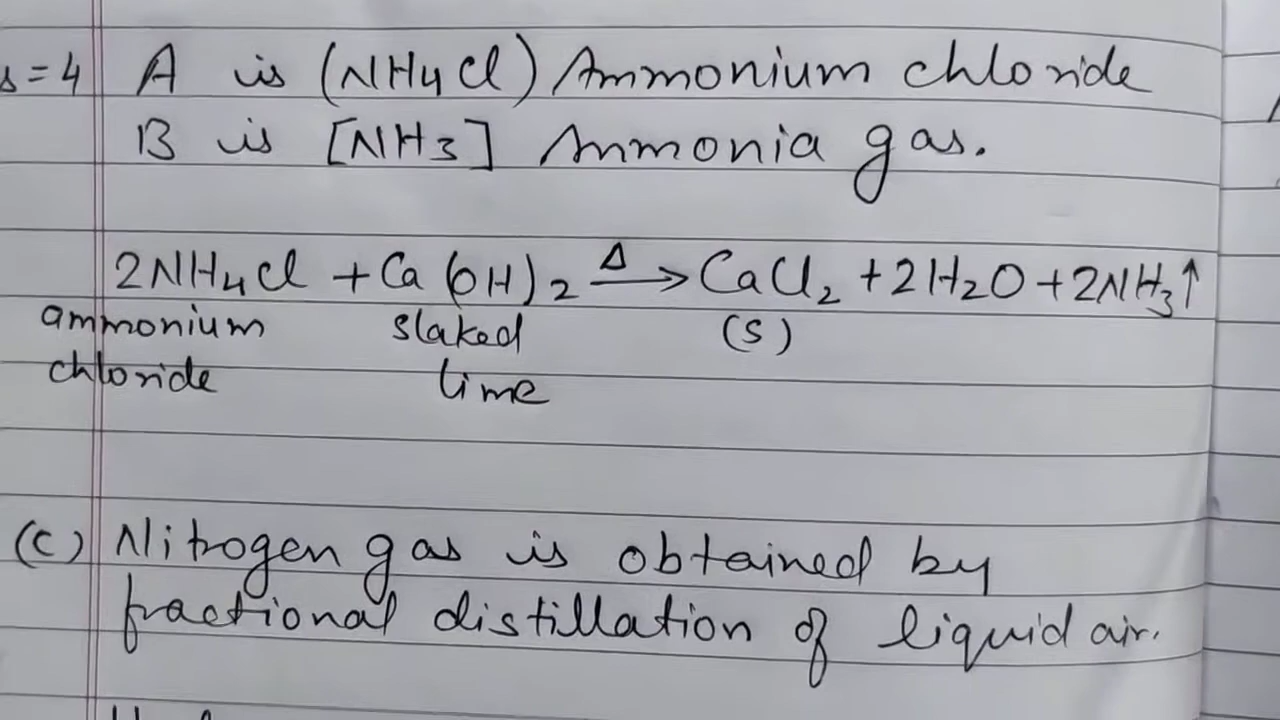 s=4 A is (NH4Cl) Ammonium chloride
B is [NH3] Ammonia gas.
2NH4Cl + Ca(OH)2 Δ→ CaCl2 + 2H2O + 2NH3↑
ammonium slaked (s)
chloride lime
(c) Nitrogen gas is obtained by
fractional distillation of liquid air.